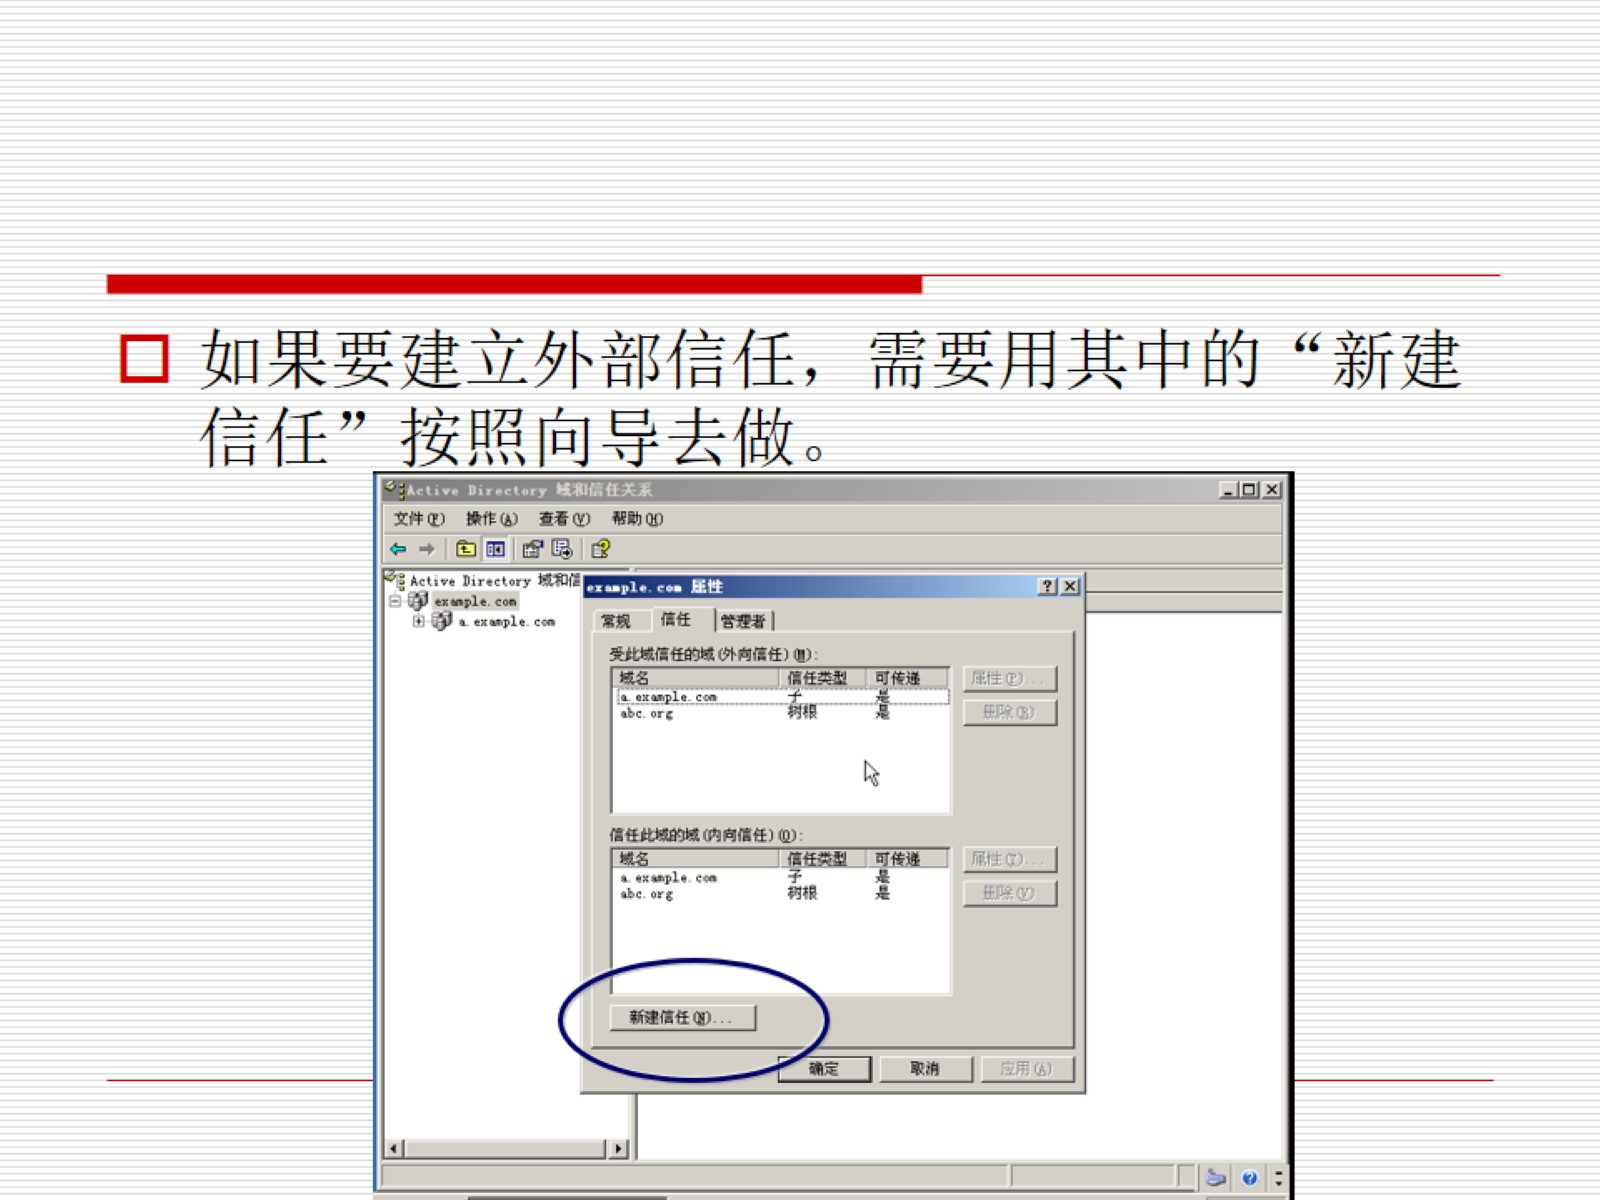 如果要建立外部信任，需要用其中的“新建
信任”按照向导去做。
Active Directory 域和信任关系
文件(F) 操作(A) 查看(V) 帮助(H)
Active Directory 域和信
example.com
a.example.com
example.com 属性
常规 信任 管理者
受此域信任的域(外向信任)(M):
域名 信任类型 可传递
a.example.com 子 是
abc.org 树根 是
属性(P)...
删除(R)
信任此域的域(内向信任)(O):
域名 信任类型 可传递
a.example.com 子 是
abc.org 树根 是
属性(T)...
删除(V)
新建信任(N)...
确定 取消 应用(A)